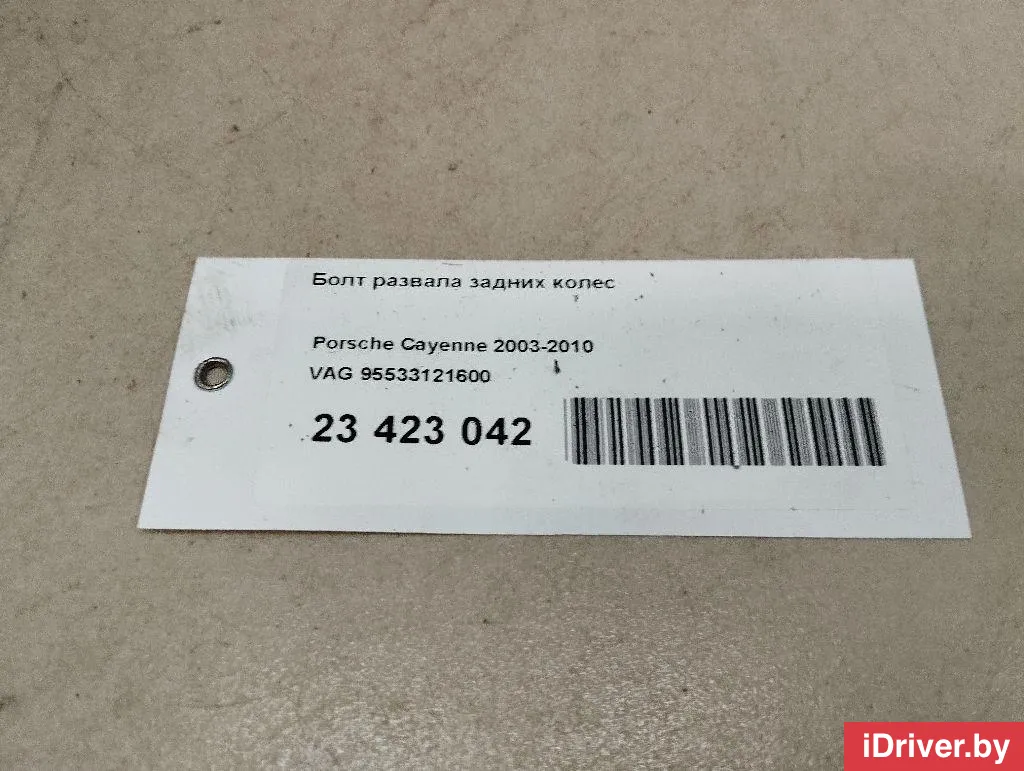 Болт развала задних колес
Porsche Cayenne 2003-2010
VAG 95533121600
23 423 042
iDriver.by